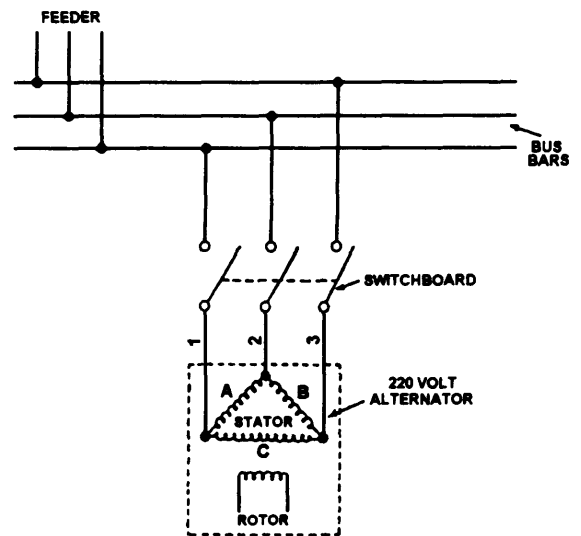 FEEDER
BUS
BARS
SWITCHBOARD
1
2
3
220 VOLT
ALTERNATOR
A
B
STATOR
C
ROTOR